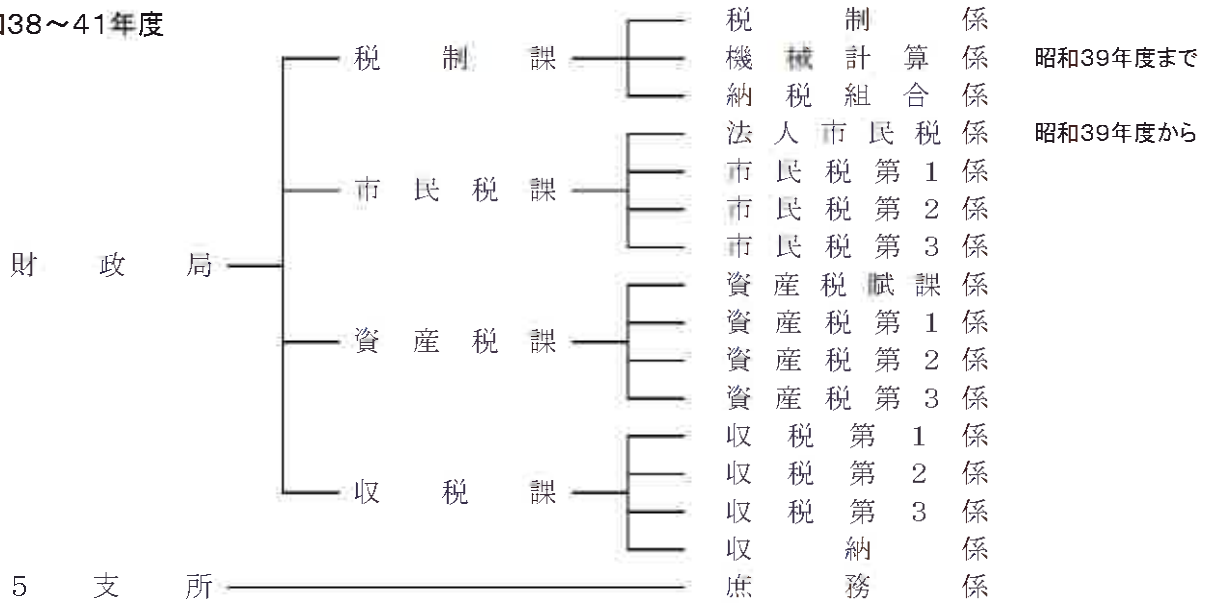 和38～41年度
税制係
税制課 機械計算係 昭和39年度まで
納税組合係
法人市民税係 昭和39年度から
市民税第1係
市民税課
市民税第2係
市民税第3係
財政局
資産税賦課係
資産税第1係
資産税課
資産税第2係
資産税第3係
収税第1係
収税第2係
収税課
収税第3係
収納係
5支所 庶務係